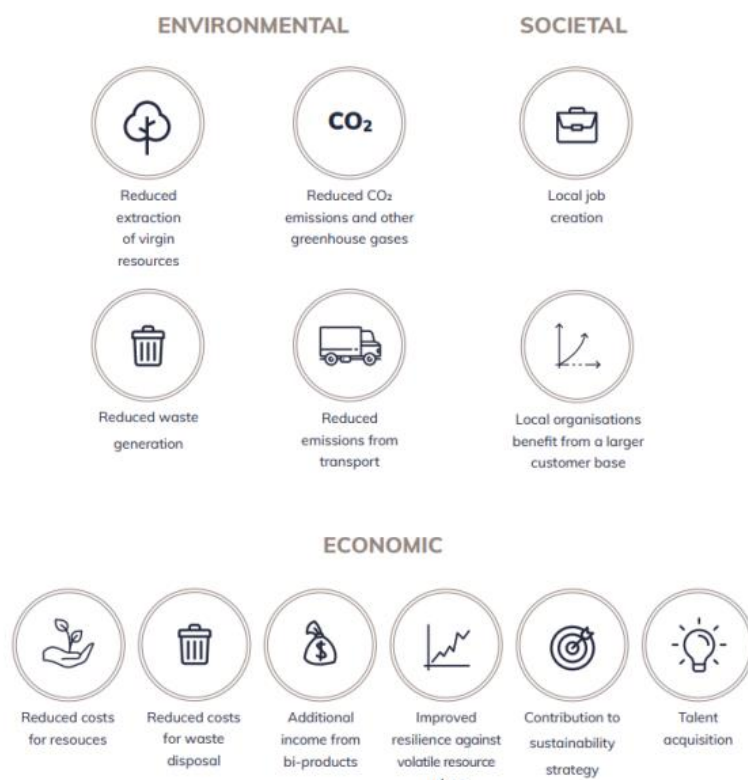 ENVIRONMENTAL
SOCIETAL
CO₂
Reduced
extraction
of virgin
resources
Reduced CO₂
emissions and other
greenhouse gases
Local job
creation
Reduced waste
generation
Reduced
emissions from
transport
Local organisations
benefit from a larger
customer base
ECONOMIC
$
Reduced costs
for resouces
Reduced costs
for waste
disposal
Additional
income from
bi-products
Improved
resilience against
volatile resource
Contribution to
sustainability
strategy
Talent
acquisition